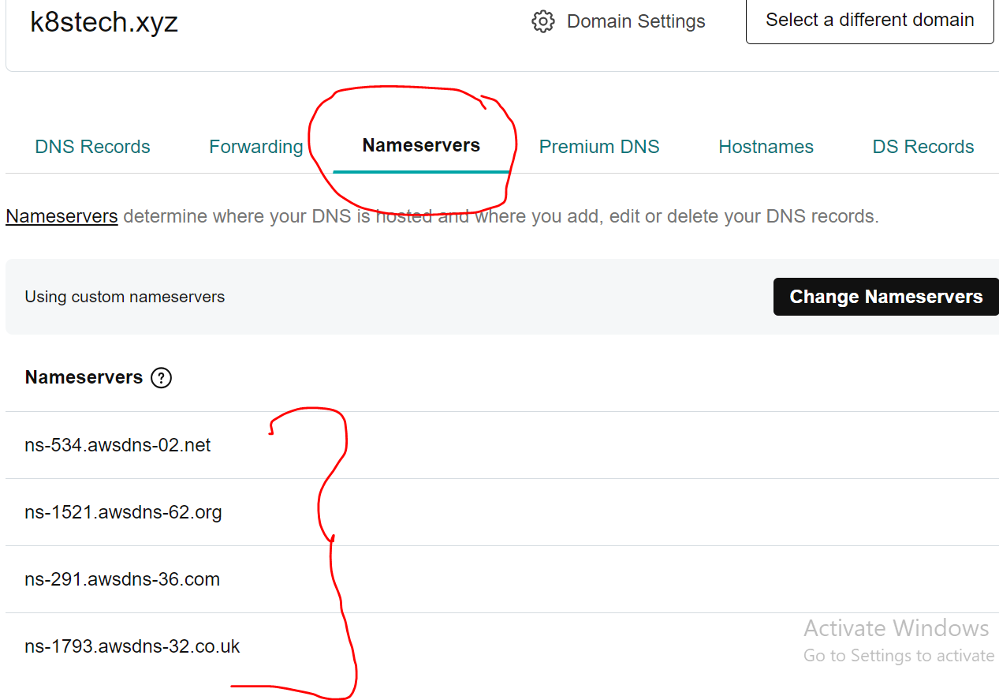 k8stech.xyz Domain Settings Select a different domain
DNS Records Forwarding Nameservers Premium DNS Hostnames DS Records
Nameservers determine where your DNS is hosted and where you add, edit or delete your DNS records.
Using custom nameservers Change Nameservers
Nameservers ?
ns-534.awsdns-02.net
ns-1521.awsdns-62.org
ns-291.awsdns-36.com
ns-1793.awsdns-32.co.uk
Activate Windows
Go to Settings to activate